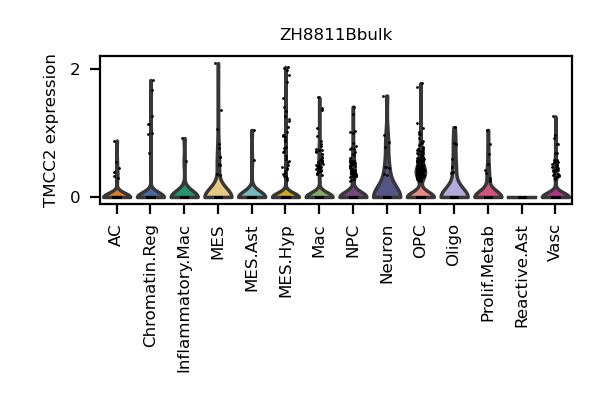 ZH8811Bbulk
TMCC2 expression
2
0
AC
Chromatin.Reg
Inflammatory.Mac
MES
MES.Ast
MES.Hyp
Mac
NPC
Neuron
OPC
Oligo
Prolif.Metab
Reactive.Ast
Vasc